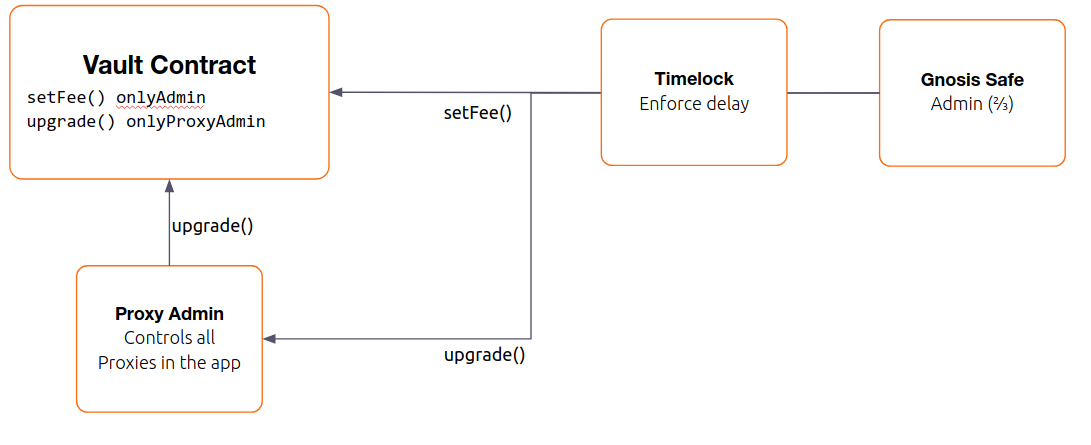 Vault Contract
setFee() onlyAdmin
upgrade() onlyProxyAdmin
setFee()
Timelock
Enforce delay
Gnosis Safe
Admin (⅔)
upgrade()
Proxy Admin
Controls all
Proxies in the app
upgrade()